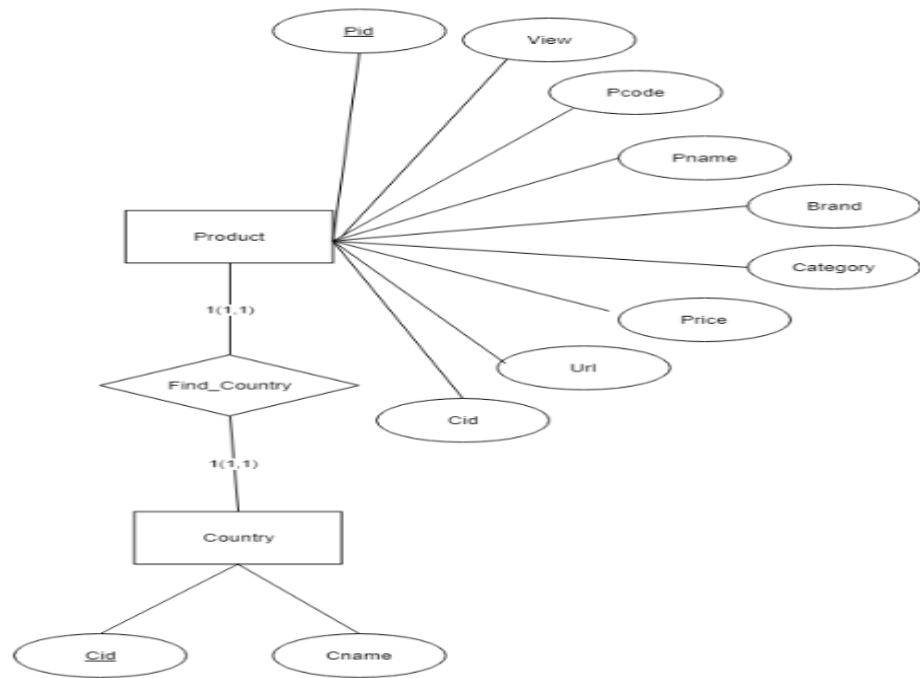 Pid
View
Pcode
Pname
Brand
Product
Category
1(1,1)
Price
Url
Find_Country
Cid
1(1,1)
Country
Cid
Cname